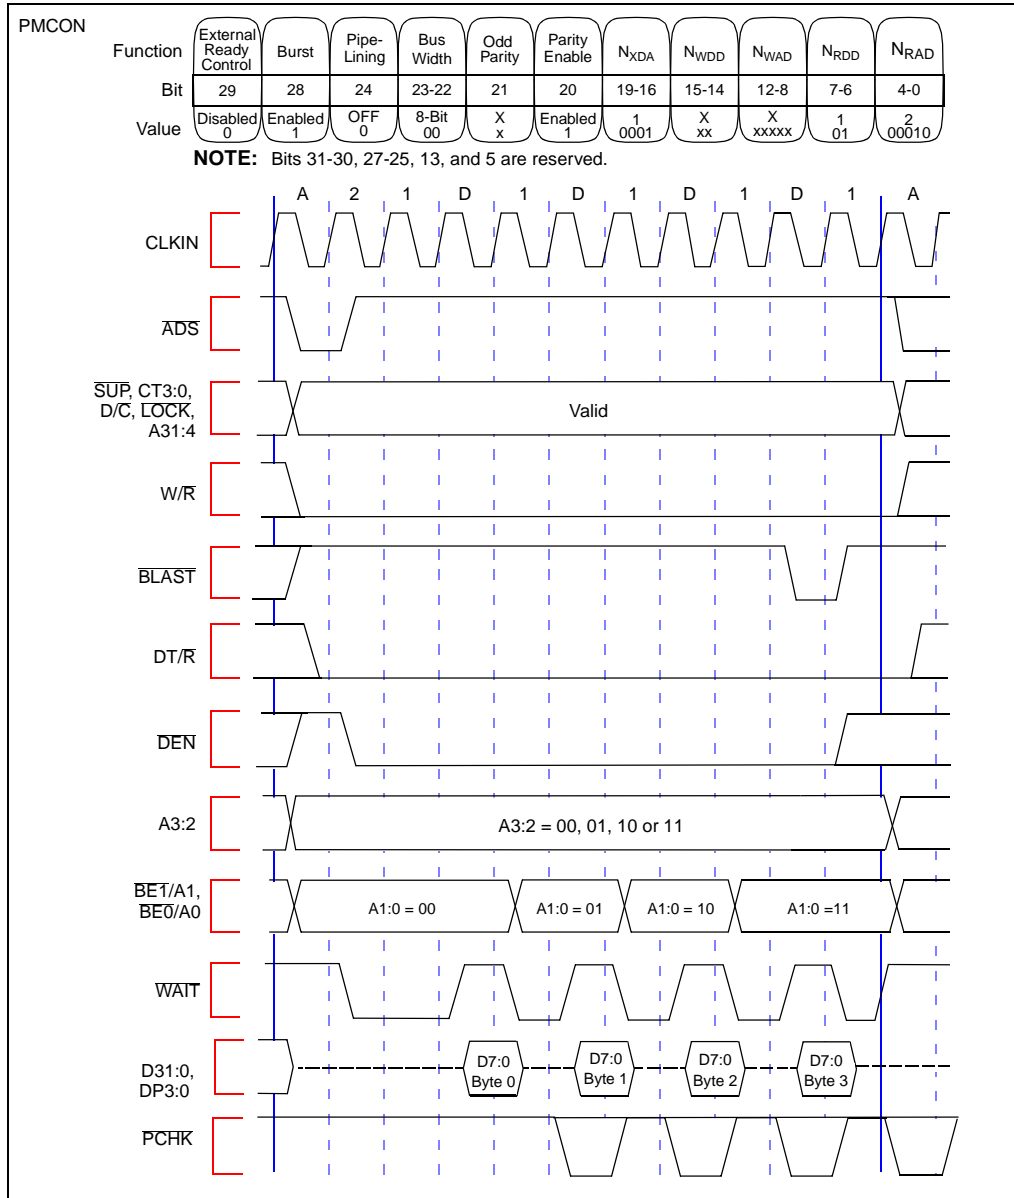 PMCON
Function External Ready Control Burst Pipe-Lining Bus Width Odd Parity Parity Enable NXDA NWDD NWAD NRDD NRAD
Bit 29 28 24 23-22 21 20 19-16 15-14 12-8 7-6 4-0
Value Disabled 0 Enabled 1 OFF 0 8-Bit 00 X x Enabled 1 1 0001 X xx X xxxxx 1 01 2 00010
NOTE: Bits 31-30, 27-25, 13, and 5 are reserved.
A 2 1 D 1 D 1 D 1 D 1 A
CLKIN
ADS
SUP, CT3:0,
D/C, LOCK,
A31:4
Valid
W/R
BLAST
DT/R
DEN
A3:2
A3:2 = 00, 01, 10 or 11
BE1/A1,
BE0/A0
A1:0 = 00 A1:0 = 01 A1:0 = 10 A1:0 =11
WAIT
D31:0,
DP3:0
D7:0 D7:0 D7:0 D7:0
Byte 0 Byte 1 Byte 2 Byte 3
PCHK